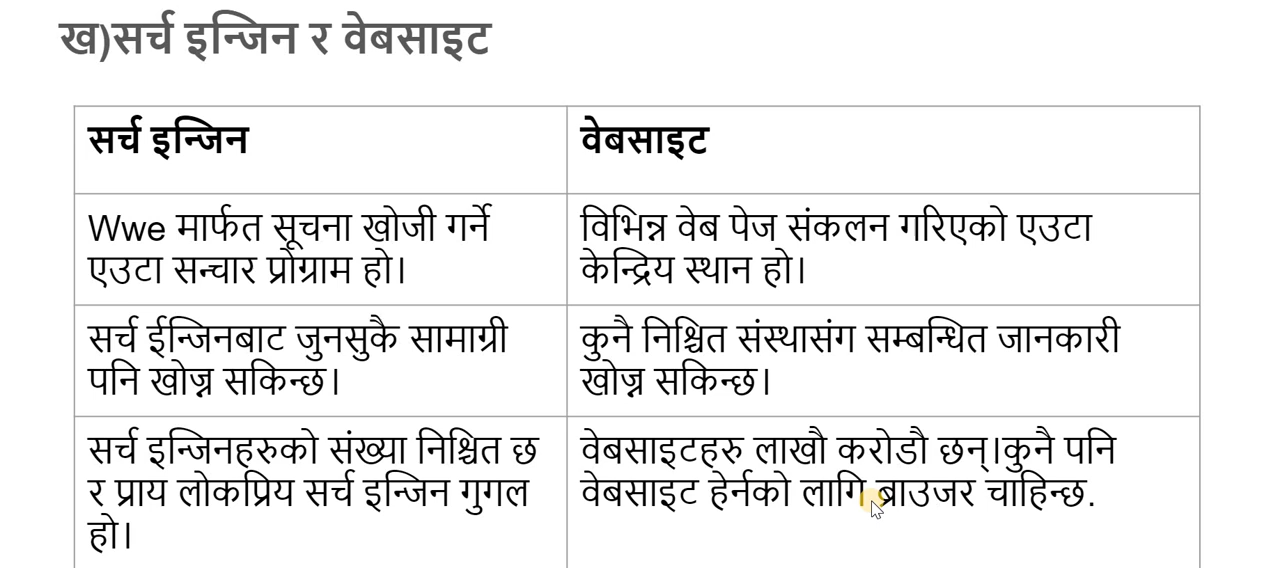 ख)सर्च इन्जिन र वेबसाइट
सर्च इन्जिन
वेबसाइट
Wwe मार्फत सूचना खोजी गर्ने
एउटा सन्चार प्रोग्राम हो।
विभिन्न वेब पेज संकलन गरिएको एउटा
केन्द्रिय स्थान हो।
सर्च ईन्जिनबाट जुनसुकै सामाग्री
पनि खोज्न सकिन्छ।
कुनै निश्चित संस्थासंग सम्बन्धित जानकारी
खोज्न सकिन्छ।
सर्च इन्जिनहरुको संख्या निश्चित छ
र प्राय लोकप्रिय सर्च इन्जिन गुगल
हो।
वेबसाइटहरु लाखौ करोडौ छन्।कुनै पनि
वेबसाइट हेर्नको लागि ब्राउजर चाहिन्छ.